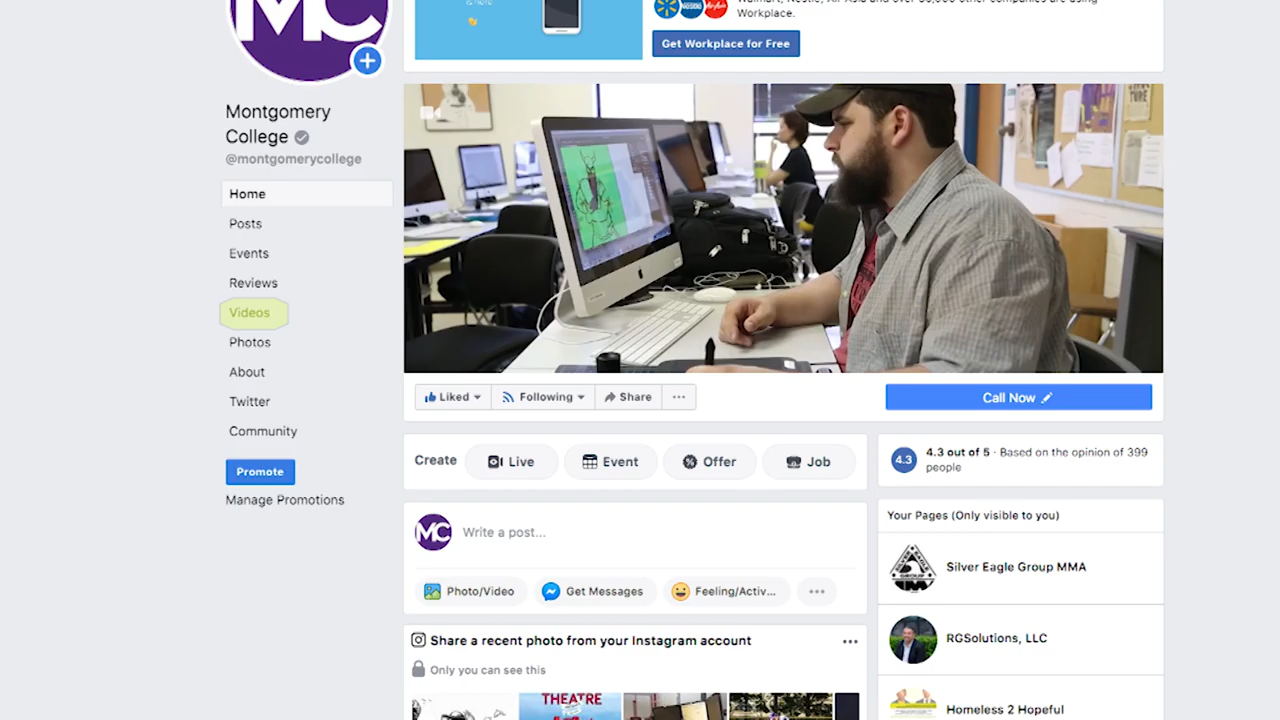 MC
Montgomery
College
@montgomerycollege
Home
Posts
Events
Reviews
Videos
Photos
About
Twitter
Community
Promote
Manage Promotions
is here
Walmart, Nestle, Air Asia and over 30,000 other companies are using
Workplace.
Get Workplace for Free
Liked
Following
Share
Call Now
Create
Live
Event
Offer
Job
MC
Write a post...
Photo/Video
Get Messages
Feeling/Activ...
Share a recent photo from your Instagram account
Only you can see this
THEATRE
4.3
4.3 out of 5 · Based on the opinion of 399
people
Your Pages (Only visible to you)
Silver Eagle Group MMA
RGSolutions, LLC
Homeless 2 Hopeful